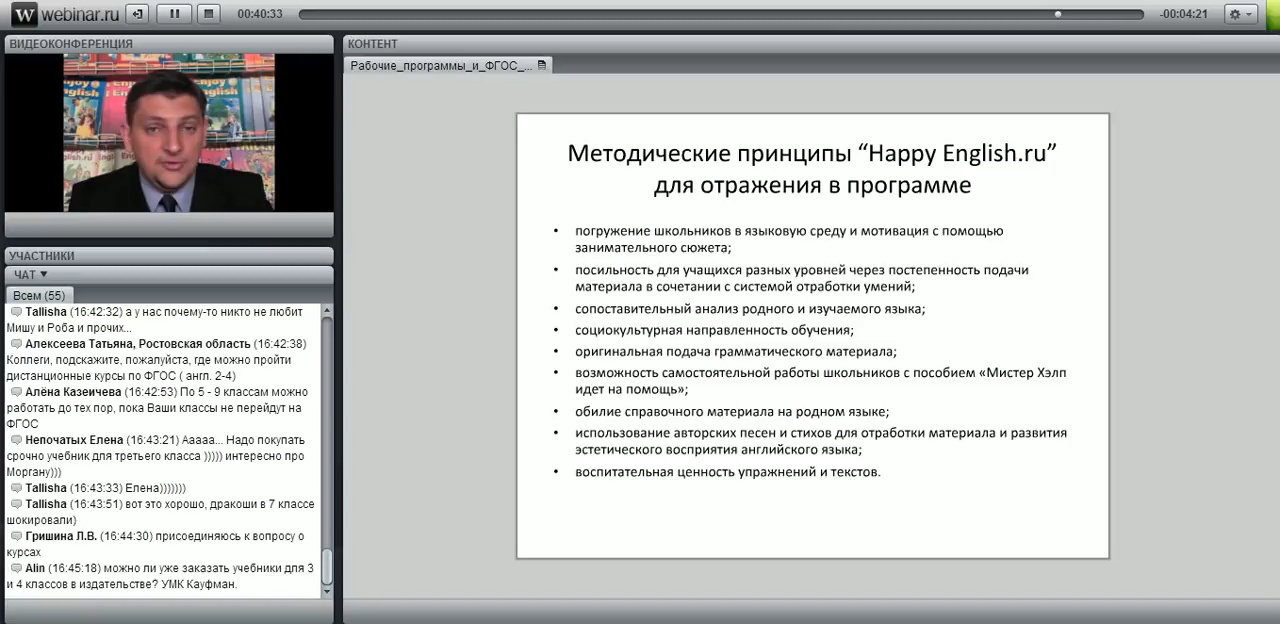 W webinar.ru
00:40:33
-00:04:21
ВИДЕОКОНФЕРЕНЦИЯ
Enjoy English
Enjoy English
УЧАСТНИКИ
ЧАТ
Всем (55)
Tallisha (16:42:32) а у нас почему-то никто не любит
Мишу и Роба и прочих...
Алексеева Татьяна, Ростовская область (16:42:38)
Коллеги, подскажите, пожалуйста, где можно пройти
дистанционные курсы по ФГОС ( англ. 2-4)
Алёна Казеичева (16:42:53) По 5 - 9 классам можно
работать до тех пор, пока Ваши классы не перейдут на
ФГОС
Непочатых Елена (16:43:21) Ааааа... Надо покупать
срочно учебник для третьего класса ))))) интересно про
Моргану)))
Tallisha (16:43:33) Елена)))))))
Tallisha (16:43:51) вот это хорошо, дракоши в 7 классе
шокировали)
Гришина Л.В. (16:44:30) присоединяюсь к вопросу о
курсах
Alin (16:45:18) можно ли уже заказать учебники для 3
и 4 классов в издательстве? УМК Кауфман.
КОНТЕНТ
Рабочие_программы_и_ФГОС_...
Методические принципы “Happy English.ru”
для отражения в программе
• погружение школьников в языковую среду и мотивация с помощью
занимательного сюжета;
• посильность для учащихся разных уровней через постепенность подачи
материала в сочетании с системой отработки умений;
• сопоставительный анализ родного и изучаемого языка;
• социокультурная направленность обучения;
• оригинальная подача грамматического материала;
• возможность самостоятельной работы школьников с пособием «Мистер Хэлп
идет на помощь»;
• обилие справочного материала на родном языке;
• использование авторских песен и стихов для отработки материала и развития
эстетического восприятия английского языка;
• воспитательная ценность упражнений и текстов.